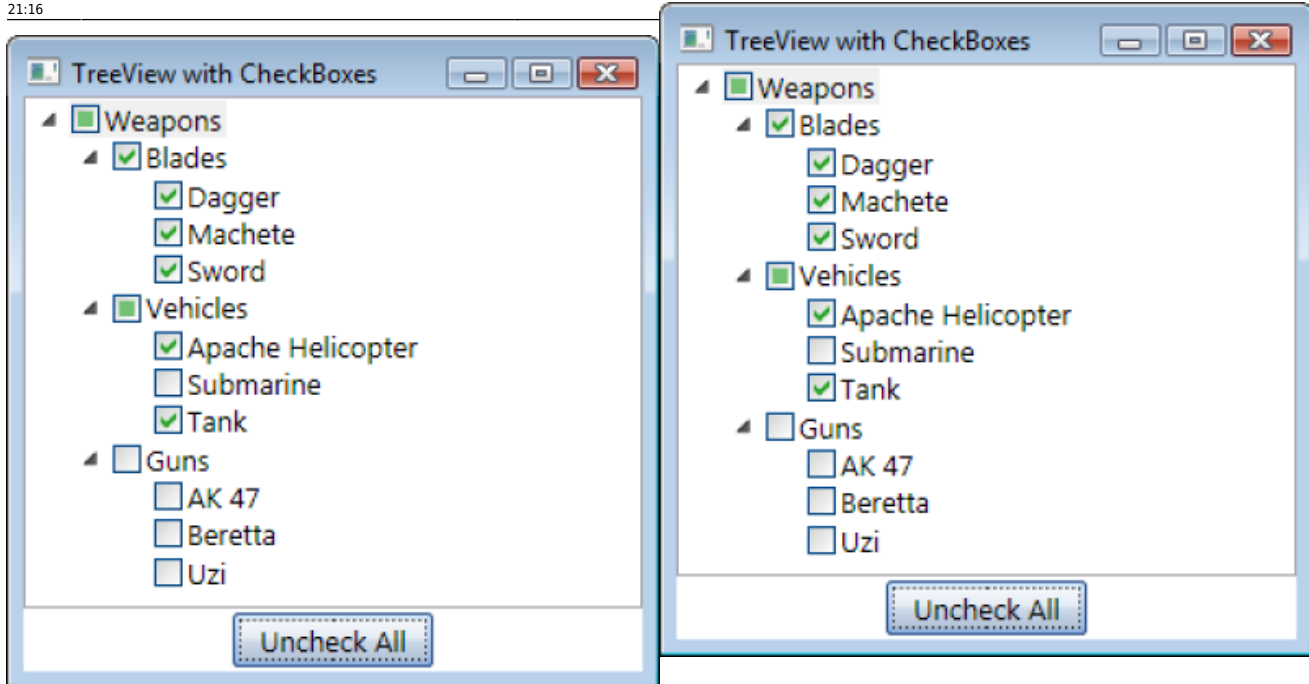 21:16
TreeView with CheckBoxes
Weapons
Blades
Dagger
Machete
Sword
Vehicles
Apache Helicopter
Submarine
Tank
Guns
AK 47
Beretta
Uzi
Uncheck All
TreeView with CheckBoxes
Weapons
Blades
Dagger
Machete
Sword
Vehicles
Apache Helicopter
Submarine
Tank
Guns
AK 47
Beretta
Uzi
Uncheck All